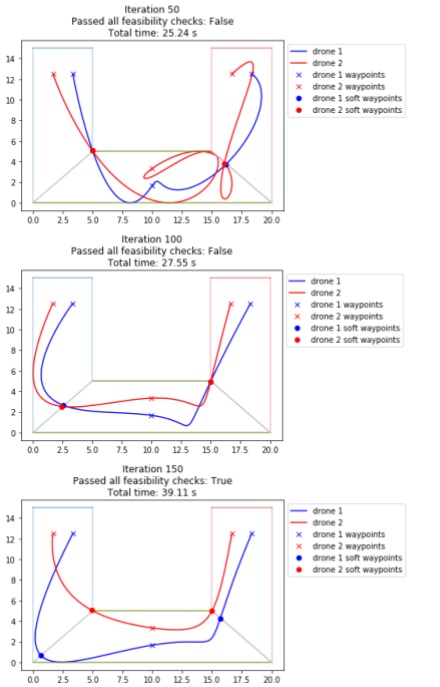 Iteration 50
Passed all feasibility checks: False
Total time: 25.24 s
14
12
10
8
6
4
2
0
0.0 2.5 5.0 7.5 10.0 12.5 15.0 17.5 20.0
drone 1
drone 2
drone 1 waypoints
drone 2 waypoints
drone 1 soft waypoints
drone 2 soft waypoints
Iteration 100
Passed all feasibility checks: False
Total time: 27.55 s
14
12
10
8
6
4
2
0
0.0 2.5 5.0 7.5 10.0 12.5 15.0 17.5 20.0
drone 1
drone 2
drone 1 waypoints
drone 2 waypoints
drone 1 soft waypoints
drone 2 soft waypoints
Iteration 150
Passed all feasibility checks: True
Total time: 39.11 s
14
12
10
8
6
4
2
0
0.0 2.5 5.0 7.5 10.0 12.5 15.0 17.5 20.0
drone 1
drone 2
drone 1 waypoints
drone 2 waypoints
drone 1 soft waypoints
drone 2 soft waypoints